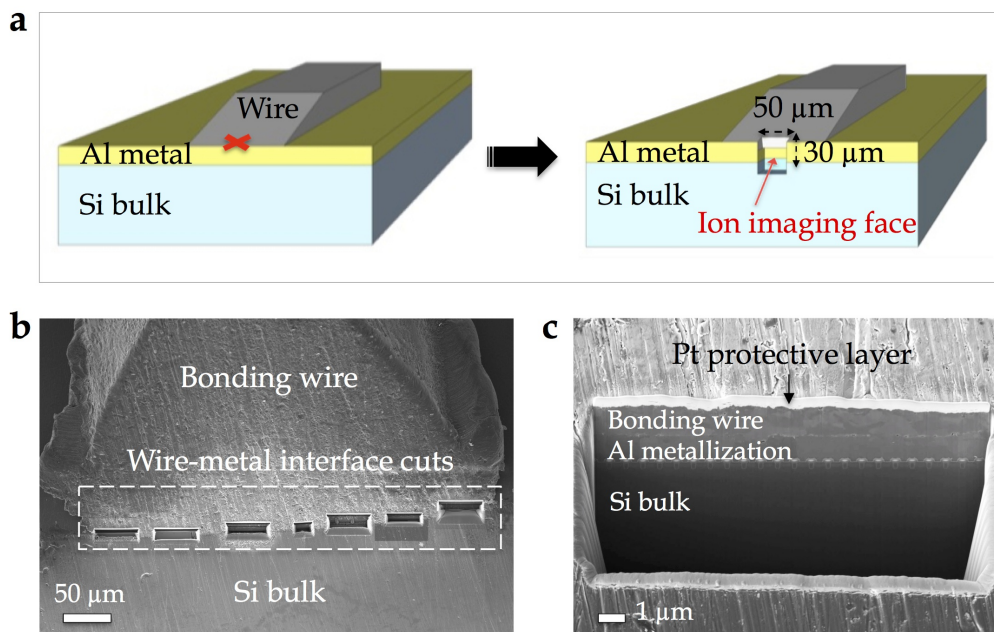 a
Wire
Al metal
Si bulk
50 µm
Al metal
30 µm
Si bulk
Ion imaging face
b
Bonding wire
Wire-metal interface cuts
Si bulk
50 µm
c
Pt protective layer
Bonding wire
Al metallization
Si bulk
1 µm